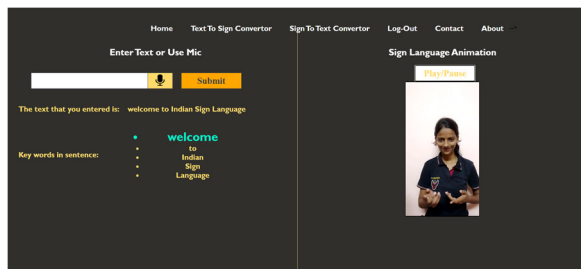 Home Text To Sign Convertor Sign To Text Convertor Log-Out Contact About
Enter Text or Use Mic
Submit
The text that you entered is: welcome to Indian Sign Language
Key words in sentence:
• welcome
• to
• Indian
• Sign
• Language
Sign Language Animation
Play/Pause